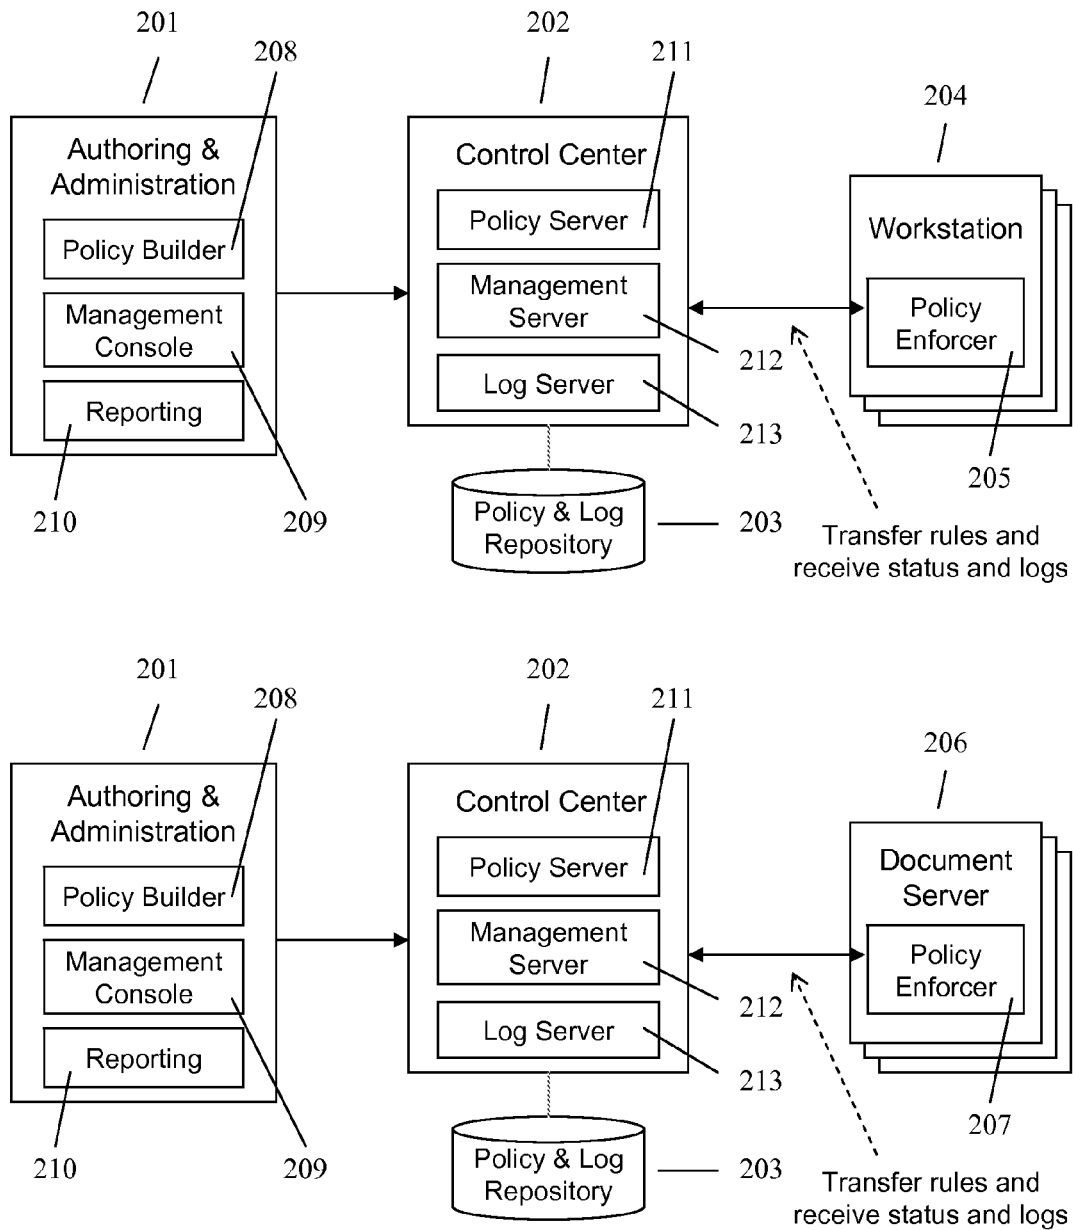 201
202
208
211
204
Authoring &
Administration
Control Center
Policy Builder
Policy Server
Workstation
Management
Console
Management
Server
Policy
Enforcer
212
Reporting
Log Server
213
205
210
209
Policy & Log
Repository
203
Transfer rules and
receive status and logs
201
202
208
211
206
Authoring &
Administration
Control Center
Policy Builder
Policy Server
Document
Server
Management
Console
Management
Server
Policy
Enforcer
212
Reporting
Log Server
213
207
210
209
Policy & Log
Repository
203
Transfer rules and
receive status and logs